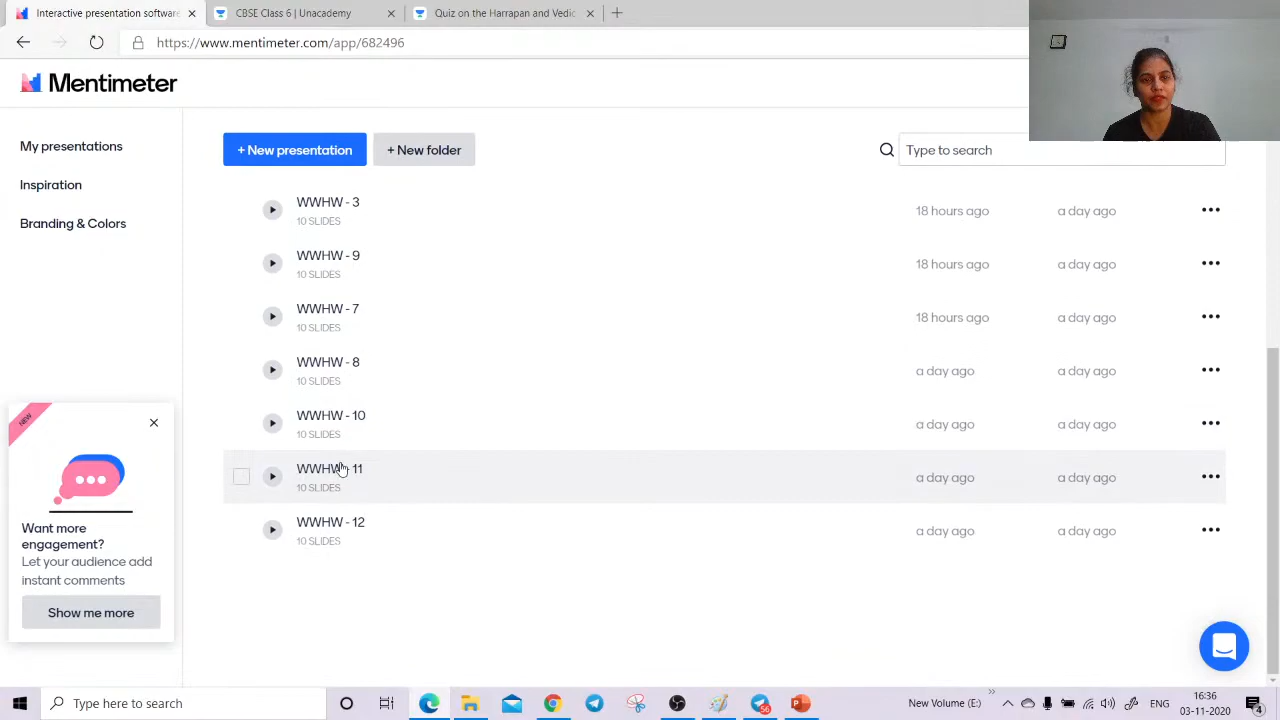 Interactive presentation softwar
CBSE Class 6 | Unacademy
Quiz on the Harrapan and Vedic
https://www.mentimeter.com/app/682496
Mentimeter
My presentations
Inspiration
Branding & Colors
+ New presentation
+ New folder
Type to search
WWHW - 3
10 SLIDES
18 hours ago
a day ago
WWHW - 9
10 SLIDES
18 hours ago
a day ago
WWHW - 7
10 SLIDES
18 hours ago
a day ago
WWHW - 8
10 SLIDES
a day ago
a day ago
WWHW - 10
10 SLIDES
a day ago
a day ago
WWHW - 11
10 SLIDES
a day ago
a day ago
WWHW - 12
10 SLIDES
a day ago
a day ago
NEW
Want more
engagement?
Let your audience add
instant comments
Show me more
Type here to search
56
New Volume (E:)
ENG
16:36
03-11-2020
4